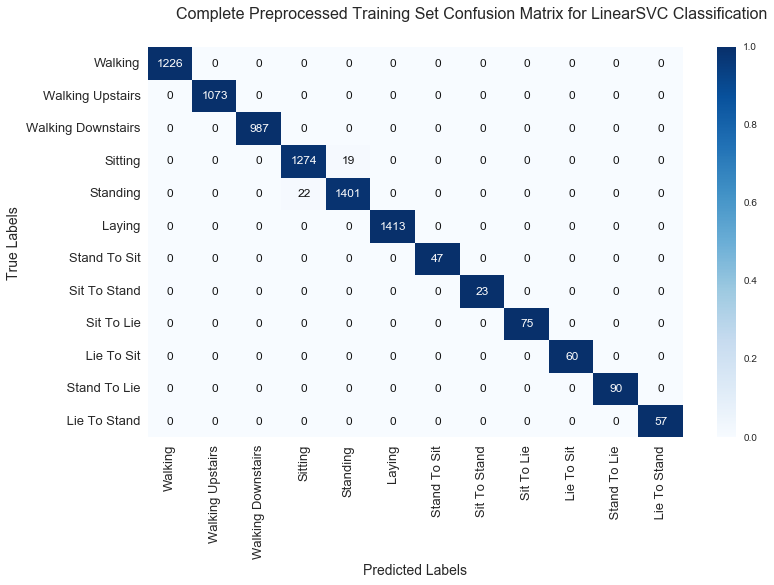 Complete Preprocessed Training Set Confusion Matrix for LinearSVC Classification
True Labels
Walking 1226 0 0 0 0 0 0 0 0 0 0 0
Walking Upstairs 0 1073 0 0 0 0 0 0 0 0 0 0
Walking Downstairs 0 0 987 0 0 0 0 0 0 0 0 0
Sitting 0 0 0 1274 19 0 0 0 0 0 0 0
Standing 0 0 0 22 1401 0 0 0 0 0 0 0
Laying 0 0 0 0 0 1413 0 0 0 0 0 0
Stand To Sit 0 0 0 0 0 0 47 0 0 0 0 0
Sit To Stand 0 0 0 0 0 0 0 23 0 0 0 0
Sit To Lie 0 0 0 0 0 0 0 0 75 0 0 0
Lie To Sit 0 0 0 0 0 0 0 0 0 60 0 0
Stand To Lie 0 0 0 0 0 0 0 0 0 0 90 0
Lie To Stand 0 0 0 0 0 0 0 0 0 0 0 57
Walking
Walking Upstairs
Walking Downstairs
Sitting
Standing
Laying
Stand To Sit
Sit To Stand
Sit To Lie
Lie To Sit
Stand To Lie
Lie To Stand
Predicted Labels
1.0
0.8
0.6
0.4
0.2
0.0